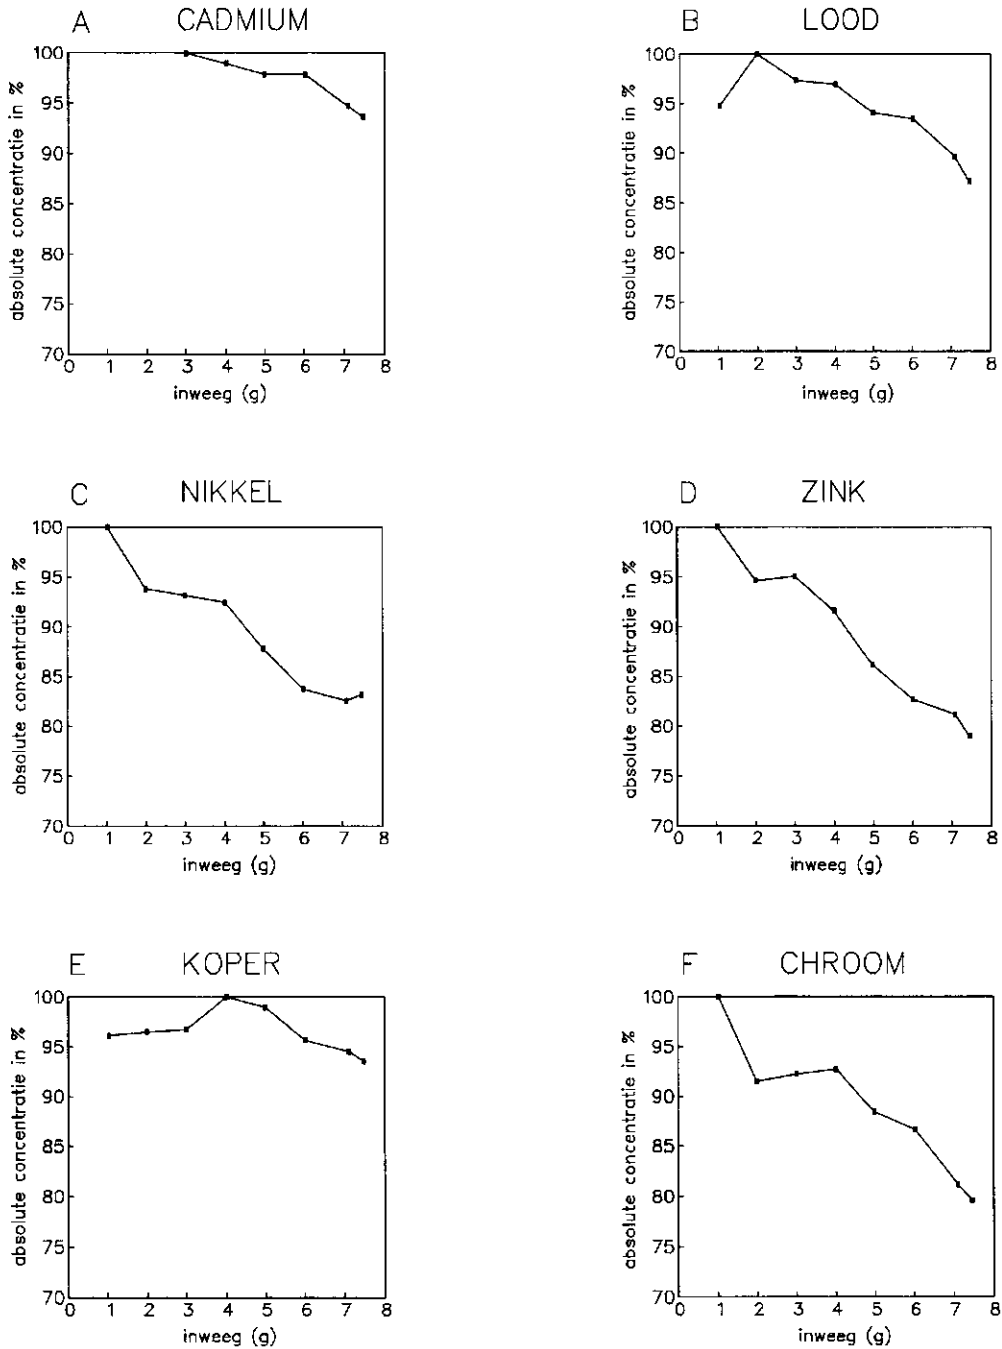 A CADMIUM
absolute concentratie in %
100
95
90
85
80
75
70
0 1 2 3 4 5 6 7 8
inweeg (g)
B LOOD
absolute concentratie in %
100
95
90
85
80
75
70
0 1 2 3 4 5 6 7 8
inweeg (g)
C NIKKEL
absolute concentratie in %
100
95
90
85
80
75
70
0 1 2 3 4 5 6 7 8
inweeg (g)
D ZINK
absolute concentratie in %
100
95
90
85
80
75
70
0 1 2 3 4 5 6 7 8
inweeg (g)
E KOPER
absolute concentratie in %
100
95
90
85
80
75
70
0 1 2 3 4 5 6 7 8
inweeg (g)
F CHROOM
absolute concentratie in %
100
95
90
85
80
75
70
0 1 2 3 4 5 6 7 8
inweeg (g)